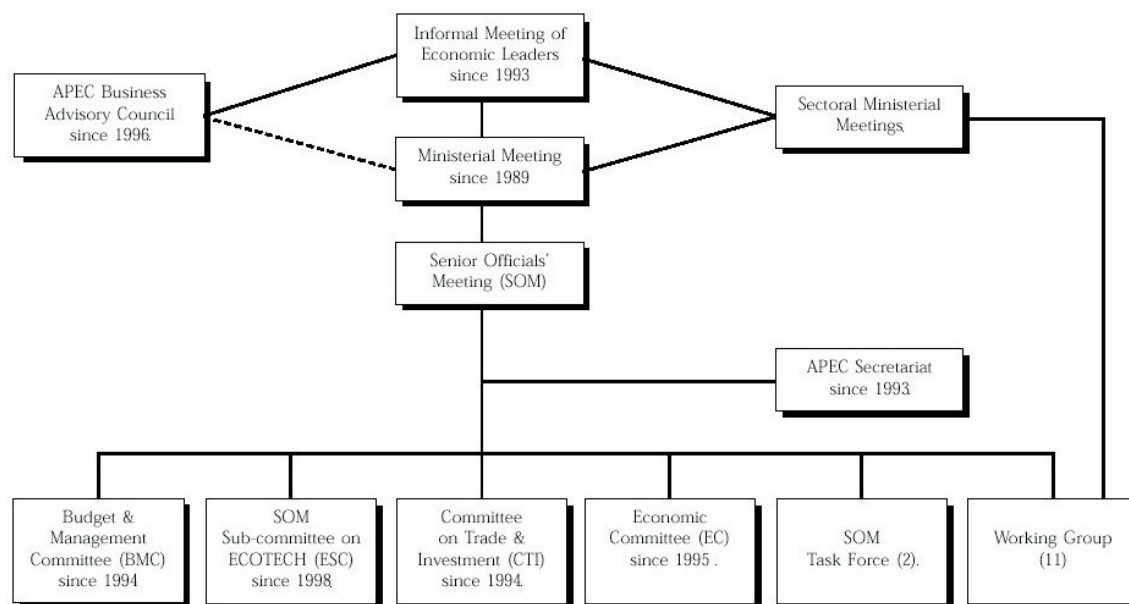 Informal Meeting of
Economic Leaders
since 1993
APEC Business
Advisory Council
since 1996.
Sectoral Ministerial
Meetings.
Ministerial Meeting
since 1989
Senior Officials'
Meeting (SOM)
APEC Secretariat
since 1993.
Budget &
Management
Committee (BMC)
since 1994
SOM
Sub-committee on
ECOTECH (ESC)
since 1998.
Committee
on Trade &
Investment (CTI)
since 1994.
Economic
Committee (EC)
since 1995 .
SOM
Task Force (2).
Working Group
(11)